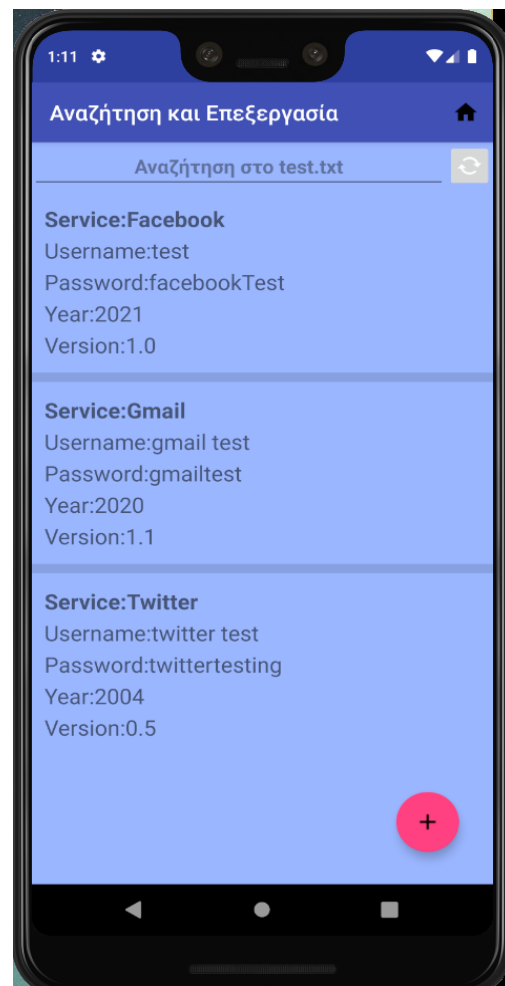 1:11
Αναζήτηση και Επεξεργασία
Αναζήτηση στο test.txt
Service:Facebook
Username:test
Password:facebookTest
Year:2021
Version:1.0
Service:Gmail
Username:gmail test
Password:gmailtest
Year:2020
Version:1.1
Service:Twitter
Username:twitter test
Password:twittertesting
Year:2004
Version:0.5
+